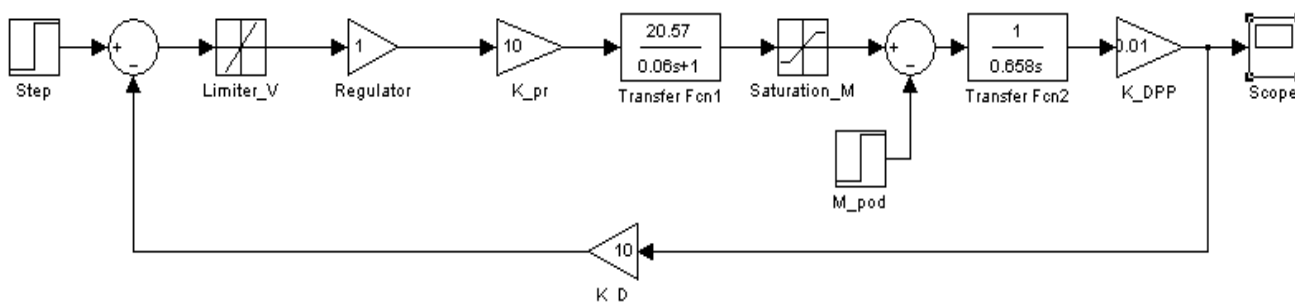 Step
+
−
Limiter_V
1
Regulator
10
K_pr
20.57
0.06s+1
Transfer Fcn1
Saturation_M
+
−
1
0.658s
Transfer Fcn2
0.01
K_DPP
Scope
M_pod
10
K_D